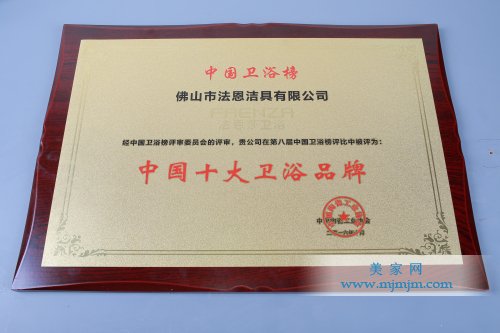 中国卫浴榜
佛山市法恩洁具有限公司
经中国卫浴榜评审委员会的评审，贵公司在第八届中国卫浴榜评比中被评为：
中国十大卫浴品牌
美家网
www.mjmjm.com